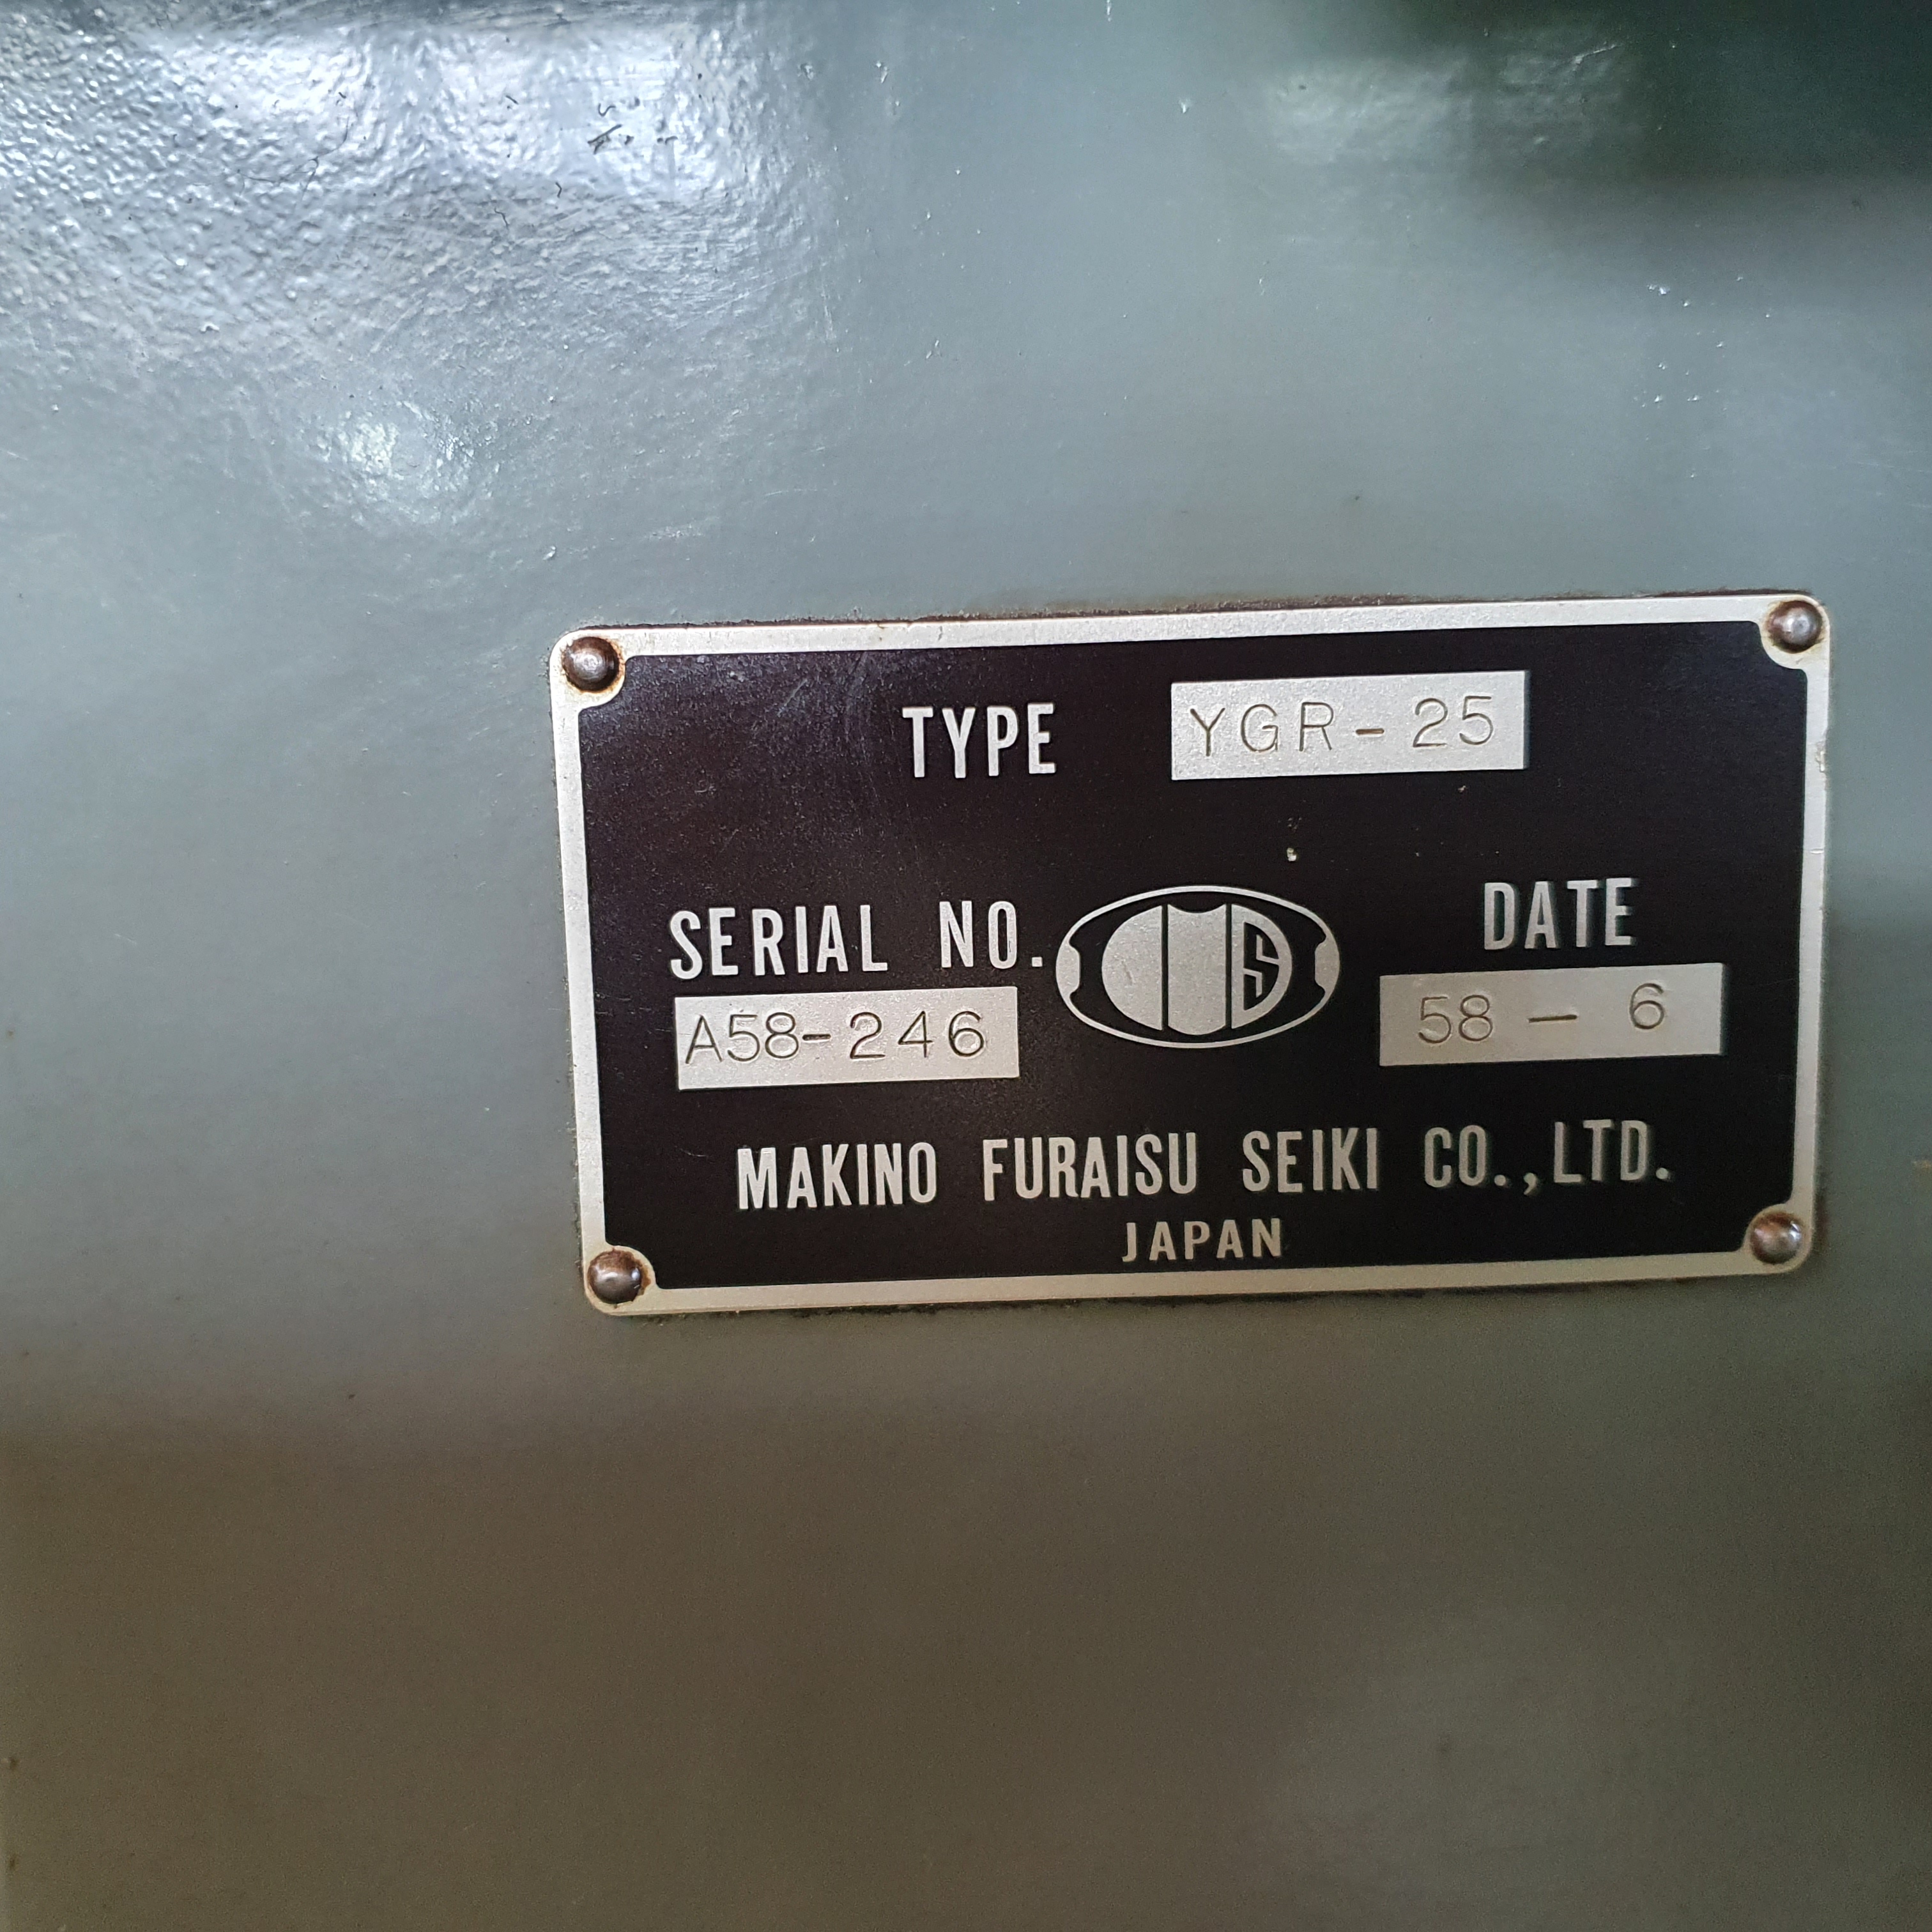 TYPE YGR-25
SERIAL NO. DATE
A58-246 58-6
MAKINO FURAISU SEIKI CO.,LTD.
JAPAN